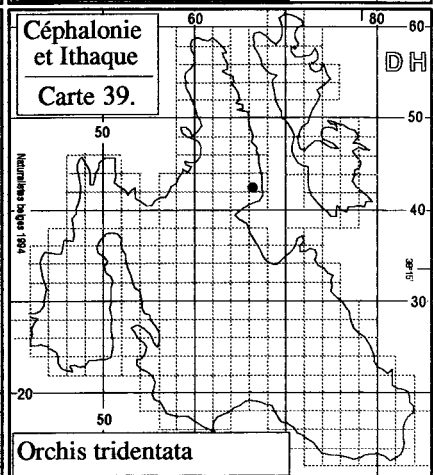 Céphalonie
et Ithaque
Carte 39.
60
80
60
DH
50
50
Naturalistes belges 1994
40
38°15'
30
20
50
Orchis tridentata